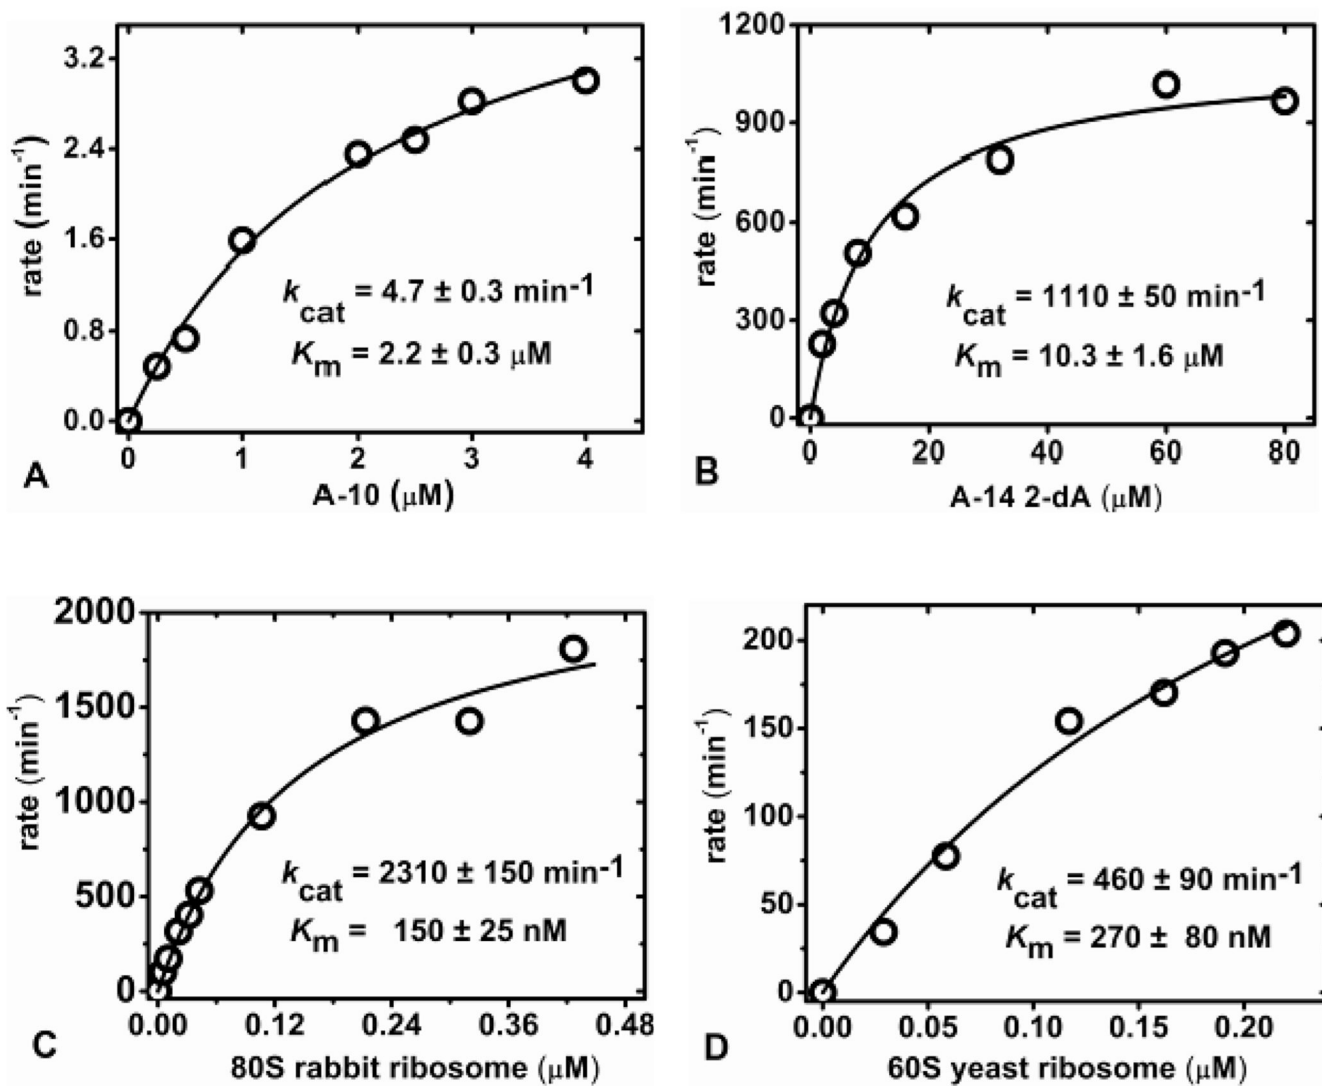 3.2
2.4
1.6
0.8
0.0
rate (min-1)
kcat = 4.7 ± 0.3 min-1
Km = 2.2 ± 0.3 μM
0 1 2 3 4
A
A-10 (μM)
1200
900
600
300
0
rate (min-1)
kcat = 1110 ± 50 min-1
Km = 10.3 ± 1.6 μM
0 20 40 60 80
B
A-14 2-dA (μM)
2000
1500
1000
500
0
rate (min-1)
kcat = 2310 ± 150 min-1
Km = 150 ± 25 nM
0.00 0.12 0.24 0.36 0.48
C
80S rabbit ribosome (μM)
200
150
100
50
0
rate (min-1)
kcat = 460 ± 90 min-1
Km = 270 ± 80 nM
0.00 0.05 0.10 0.15 0.20
D
60S yeast ribosome (μM)